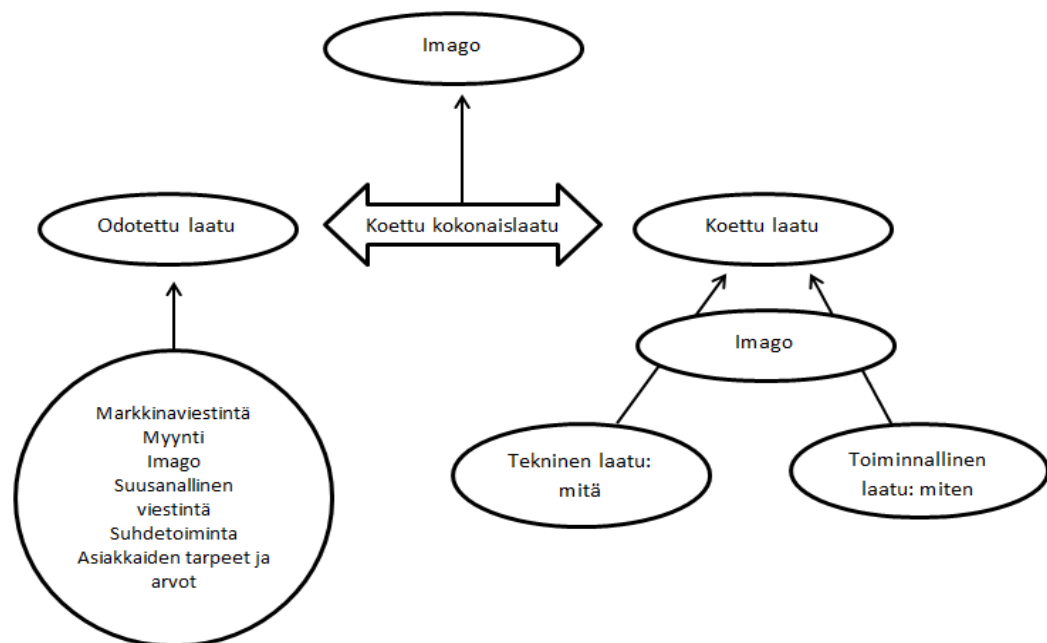 Imago
Odotettu laatu
Koettu kokonaislaatu
Koettu laatu
Imago
Markkinaviestintä
Myynti
Imago
Suusanallinen
viestintä
Suhdetoiminta
Asiakkaiden tarpeet ja
arvot
Tekninen laatu:
mitä
Toiminnallinen
laatu: miten